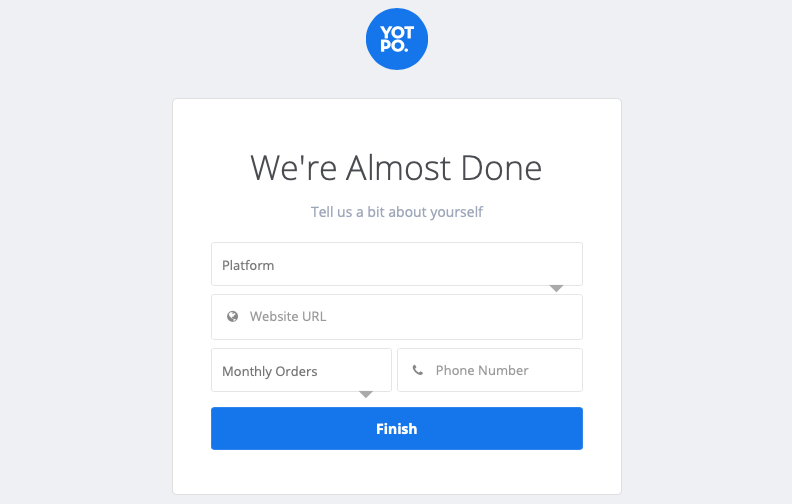 YOT
PO.
We're Almost Done
Tell us a bit about yourself
Platform
Website URL
Monthly Orders
Phone Number
Finish